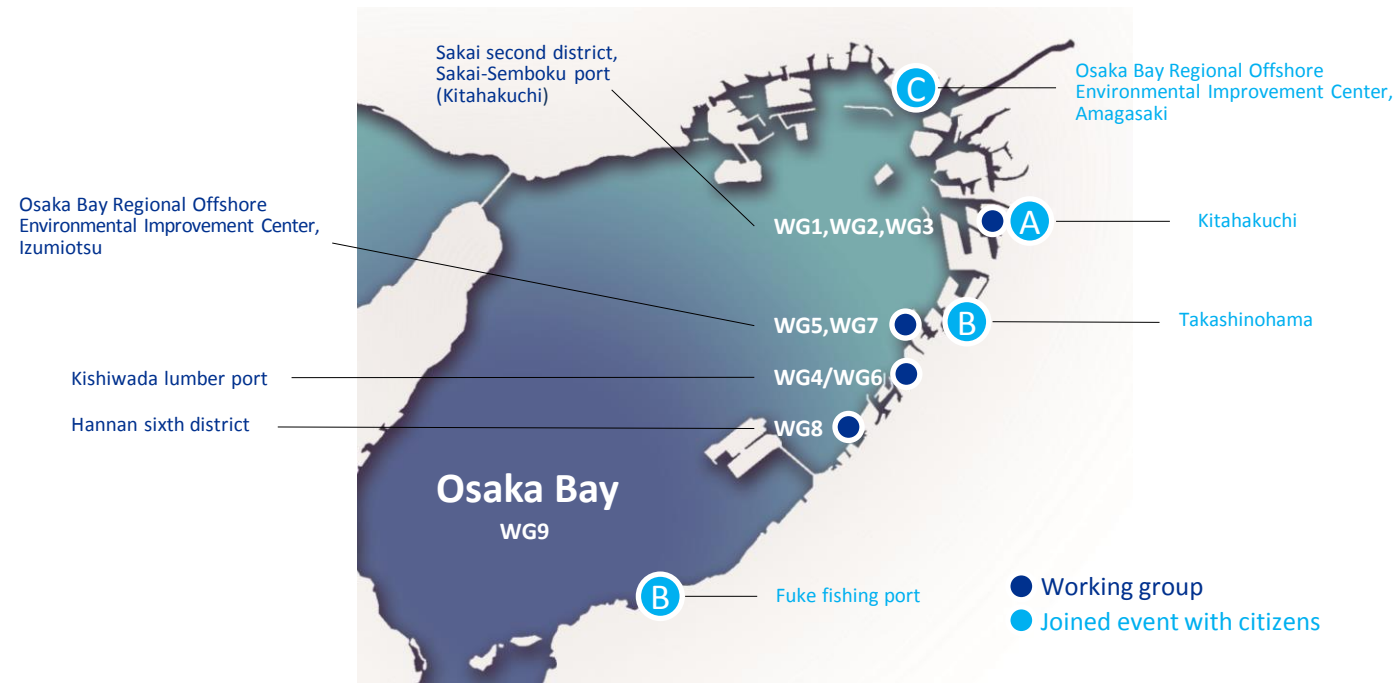 Sakai second district,
Sakai-Semboku port
(Kitahakuchi)
C
Osaka Bay Regional Offshore
Environmental Improvement Center,
Amagasaki
Osaka Bay Regional Offshore
Environmental Improvement Center,
Izumiotsu
WG1,WG2,WG3
A
Kitahakuchi
WG5,WG7
B
Takashinohama
Kishiwada lumber port
WG4/WG6
Hannan sixth district
WG8
Osaka Bay
WG9
B
Fuke fishing port
Working group
Joined event with citizens